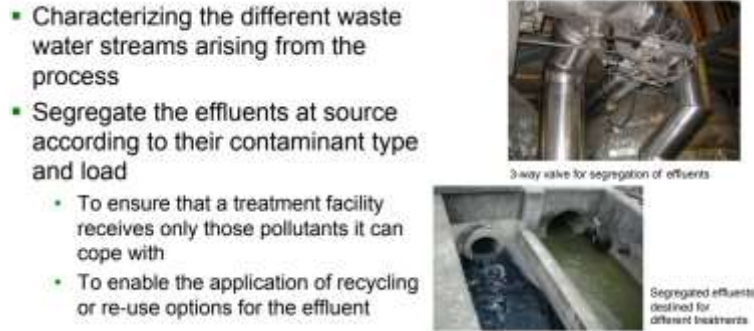 ▪ Characterizing the different waste
water streams arising from the
process
▪ Segregate the effluents at source
according to their contaminant type
and load
• To ensure that a treatment facility
receives only those pollutants it can
cope with
• To enable the application of recycling
or re-use options for the effluent
3-way valve for segregation of effluents
Segregated effluents
destined for
different treatments